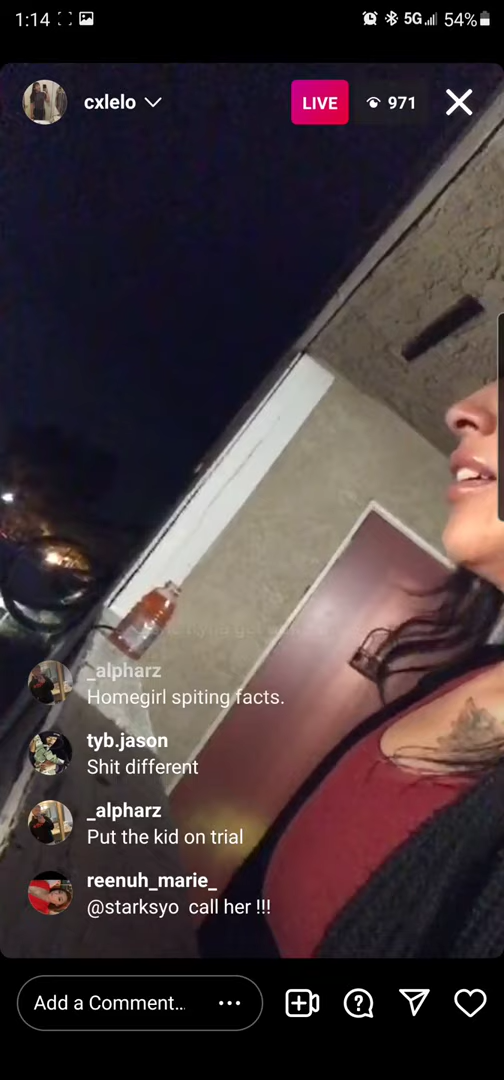 1:14
5G 54%
cxlelo LIVE 971
_alpharz
Homegirl spiting facts.
tyb.jason
Shit different
_alpharz
Put the kid on trial
reenuh_marie_
@starksyo call her !!!
Add a Comment...